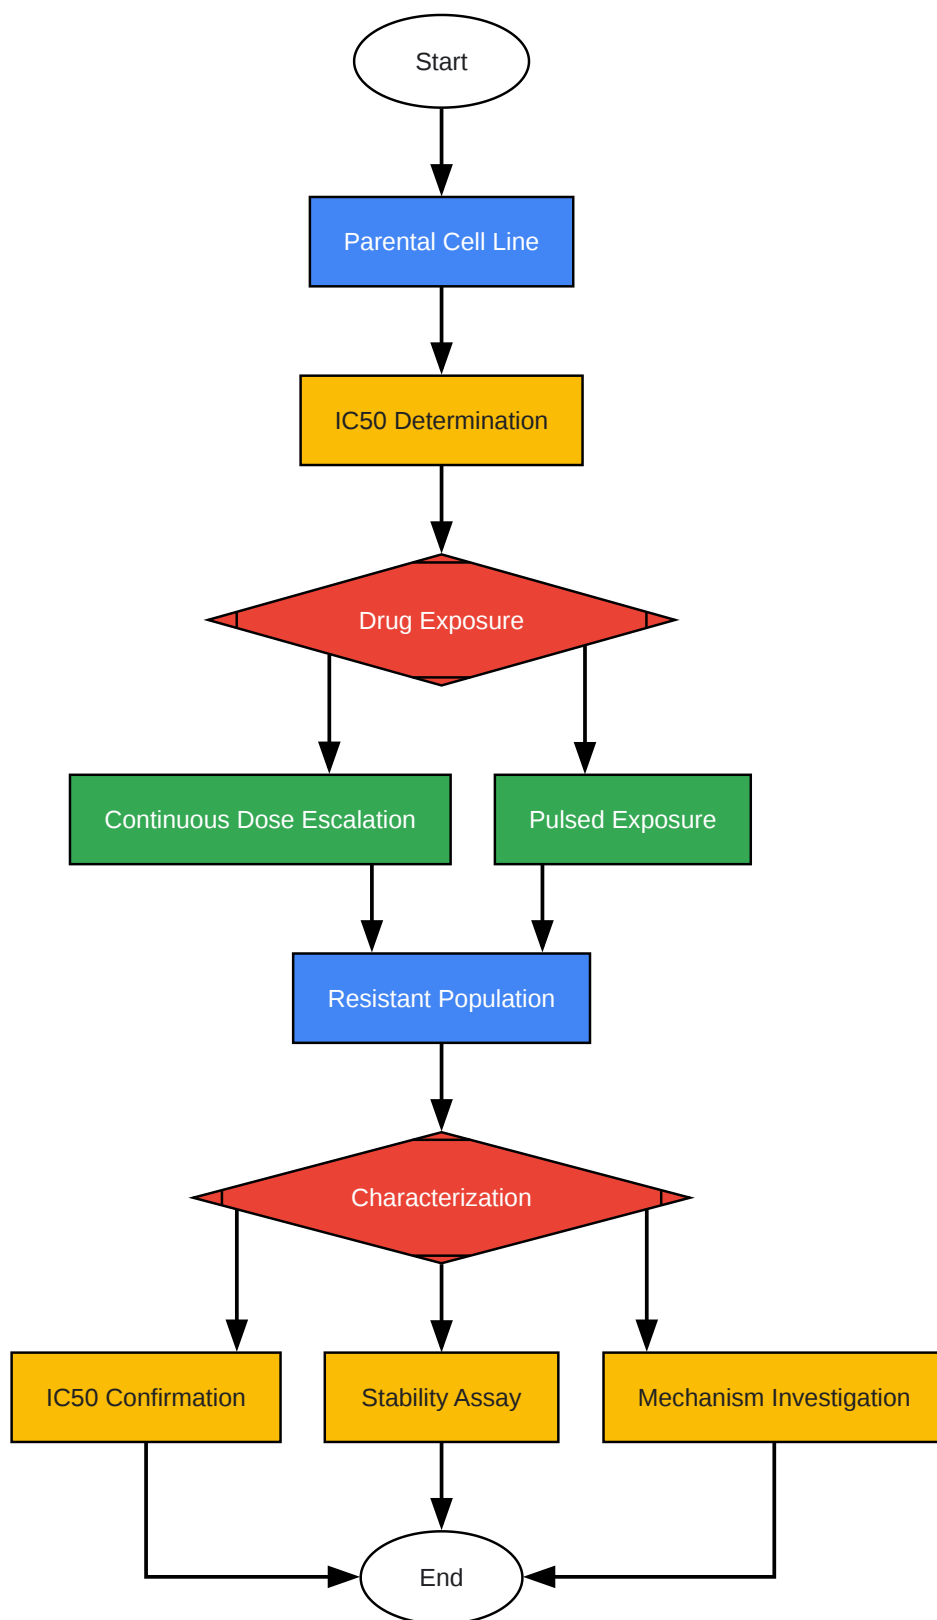 Start
Parental Cell Line
IC50 Determination
Drug Exposure
Continuous Dose Escalation
Pulsed Exposure
Resistant Population
Characterization
IC50 Confirmation
Stability Assay
Mechanism Investigation
End